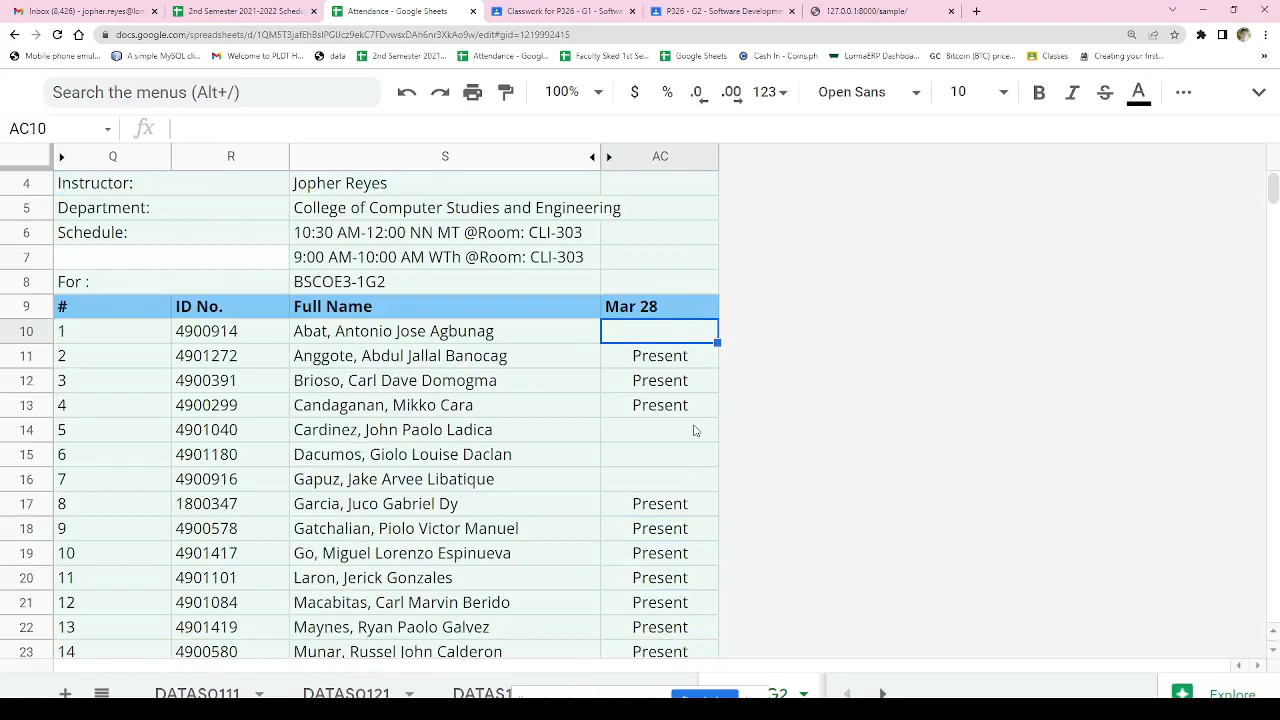 Inbox (8,426) - jopher.reyes@lor
2nd Semester 2021-2022 Schedu
Attendance - Google Sheets
Classwork for P326 - G1 - Softwa
P326 - G2 - Software Developme
127.0.0.1:8000/sample/
docs.google.com/spreadsheets/d/
/edit#gid=1219992415
Mobile phone emul...
A simple MySQL cli...
Welcome to PLDT H...
data
2nd Semester 2021...
Attendance - Googl...
Faculty Sked 1st Se...
Google Sheets
Cash In - Coins.ph
LormaERP Dashboa...
GC Bitcoin (BTC) price...
Classes
Creating your first...
Search the menus (Alt+/)
100%
$ % .0 .00 123
Open Sans
10
B I S A
AC10
fx
Q R S AC
4 Instructor: Jopher Reyes
5 Department: College of Computer Studies and Engineering
6 Schedule: 10:30 AM-12:00 NN MT @Room: CLI-303
7 9:00 AM-10:00 AM WTh @Room: CLI-303
8 For : BSCOE3-1G2
9 # ID No. Full Name Mar 28
10 1 4900914 Abat, Antonio Jose Agbunag
11 2 4901272 Anggote, Abdul Jallal Banocag Present
12 3 4900391 Brioso, Carl Dave Domogma Present
13 4 4900299 Candaganan, Mikko Cara Present
14 5 4901040 Cardinez, John Paolo Ladica
15 6 4901180 Dacumos, Giolo Louise Daclan
16 7 4900916 Gapuz, Jake Arvee Libatique
17 8 1800347 Garcia, Juco Gabriel Dy Present
18 9 4900578 Gatchalian, Piolo Victor Manuel Present
19 10 4901417 Go, Miguel Lorenzo Espinueva Present
20 11 4901101 Laron, Jerick Gonzales Present
21 12 4901084 Macabitas, Carl Marvin Berido Present
22 13 4901419 Maynes, Ryan Paolo Galvez Present
23 14 4900580 Munar, Russel John Calderon Present
DATAS0111 DATAS0121 DATAS1 G2
Explore